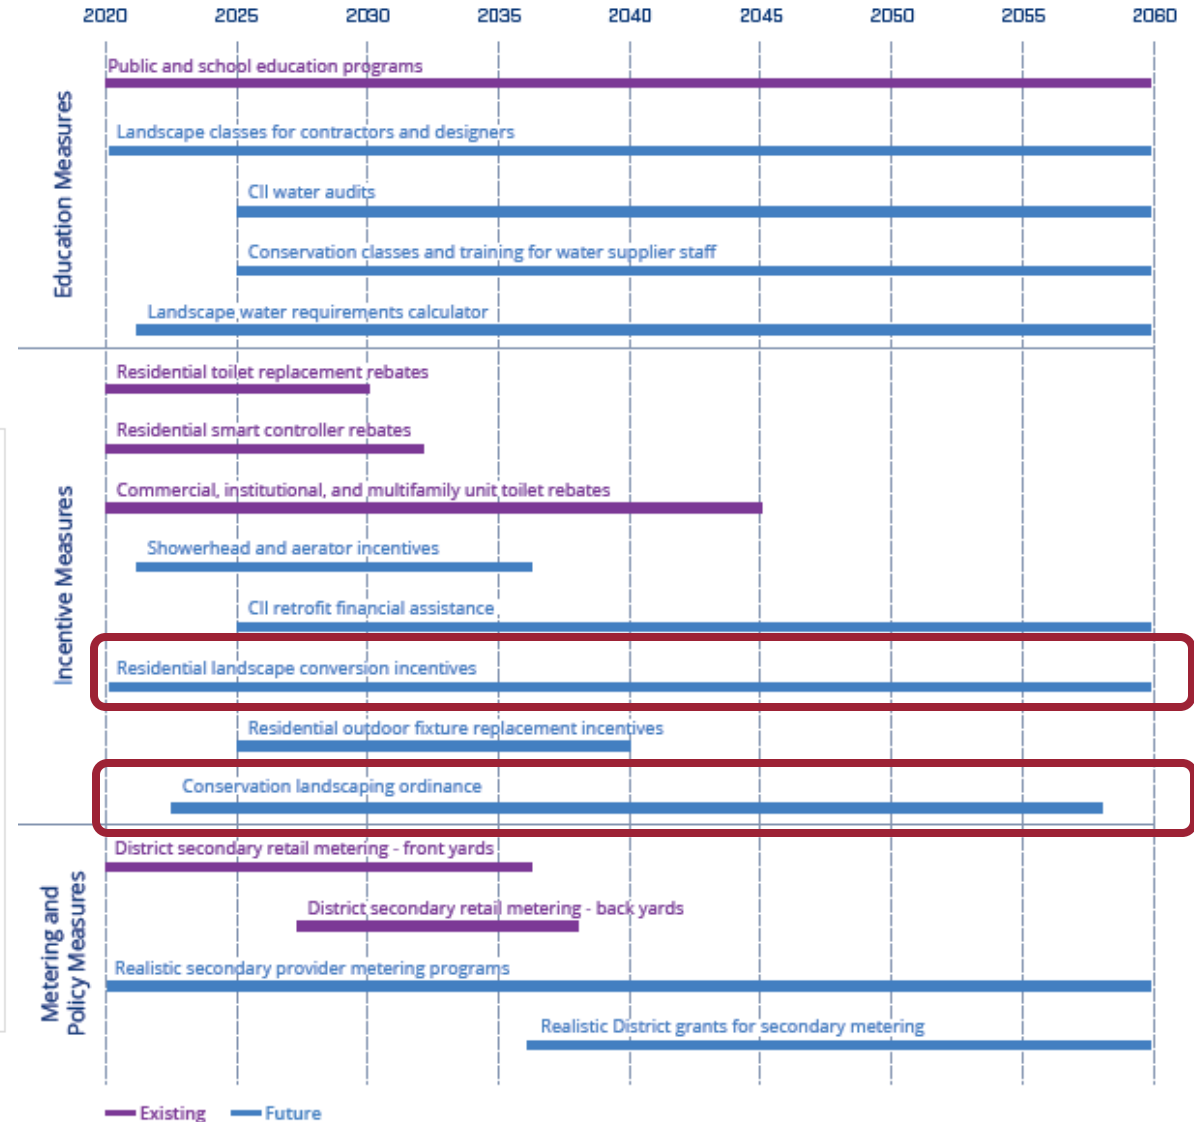 2020 2025 2030 2035 2040 2045 2050 2055 2060
Education Measures
Public and school education programs
Landscape classes for contractors and designers
CII water audits
Conservation classes and training for water supplier staff
Landscape water requirements calculator
Incentive Measures
Residential toilet replacement rebates
Residential smart controller rebates
Commercial, institutional, and multifamily unit toilet rebates
Showerhead and aerator incentives
CII retrofit financial assistance
Residential landscape conversion incentives
Residential outdoor fixture replacement incentives
Conservation landscaping ordinance
Metering and
Policy Measures
District secondary retail metering - front yards
District secondary retail metering - back yards
Realistic secondary provider metering programs
Realistic District grants for secondary metering
Existing Future